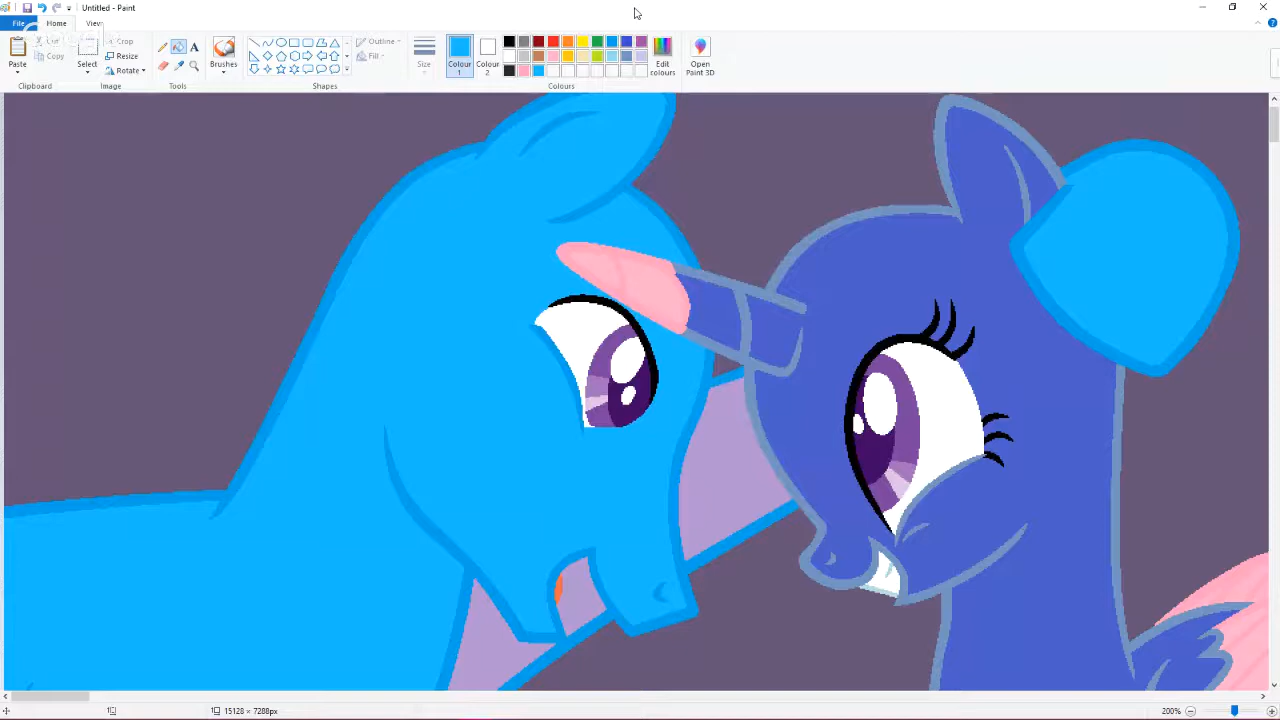 Untitled - Paint
File Home View
Paste
Cut
Copy
Clipboard
Select
Crop
Resize
Rotate
Image
A
Tools
Brushes
Outline
Fill
Shapes
Size
Colour 1
Colour 2
Edit colours
Colours
Open Paint 3D
15128 × 7288px
200%